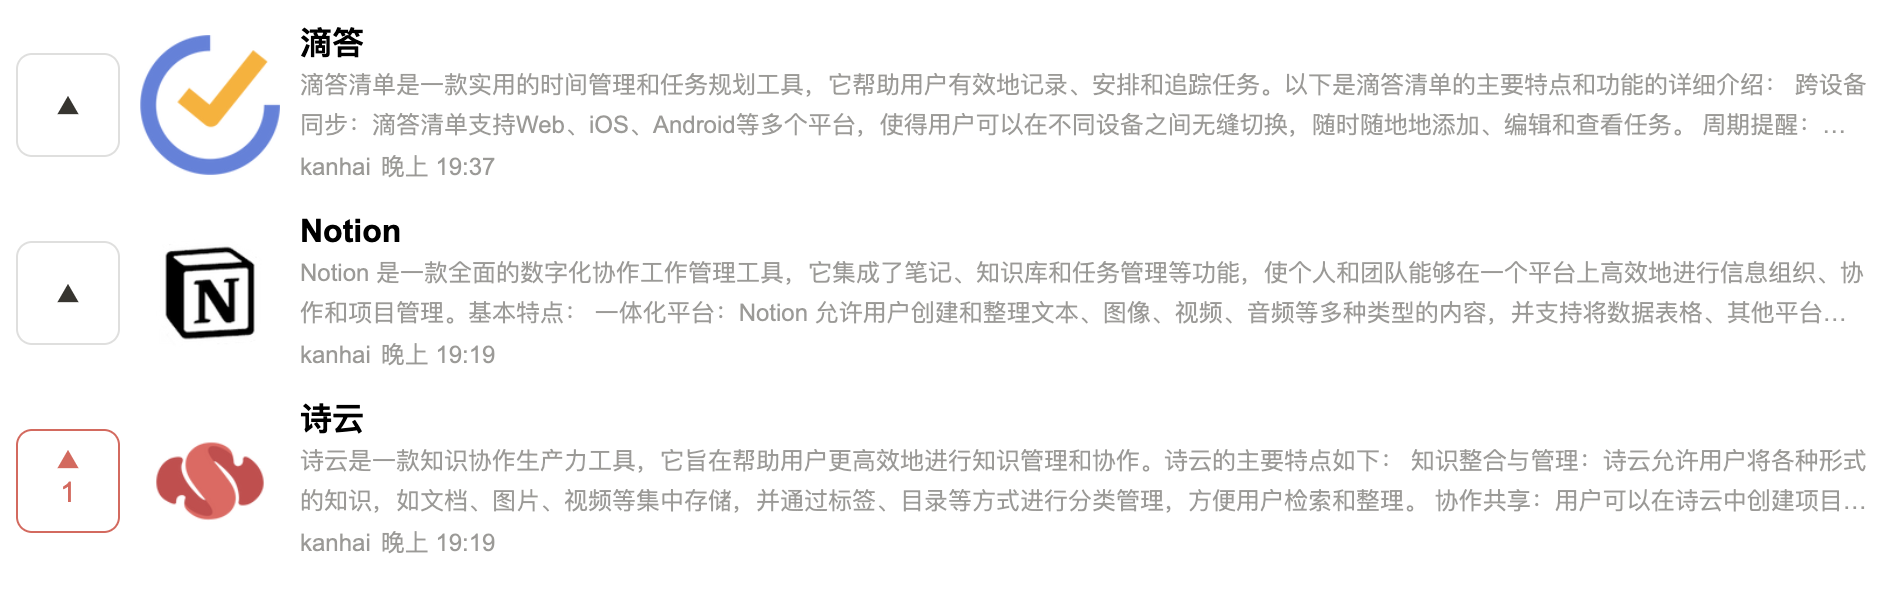 滴答
滴答清单是一款实用的时间管理和任务规划工具，它帮助用户有效地记录、安排和追踪任务。以下是滴答清单的主要特点和功能的详细介绍： 跨设备
同步：滴答清单支持Web、iOS、Android等多个平台，使得用户可以在不同设备之间无缝切换，随时随地地添加、编辑和查看任务。 周期提醒：…
kanhai 晚上 19:37
Notion
Notion 是一款全面的数字化协作工作管理工具，它集成了笔记、知识库和任务管理等功能，使个人和团队能够在一个平台上高效地进行信息组织、协
作和项目管理。基本特点： 一体化平台：Notion 允许用户创建和整理文本、图像、视频、音频等多种类型的内容，并支持将数据表格、其他平台…
kanhai 晚上 19:19
诗云
1
诗云是一款知识协作生产力工具，它旨在帮助用户更高效地进行知识管理和协作。诗云的主要特点如下： 知识整合与管理：诗云允许用户将各种形式
的知识，如文档、图片、视频等集中存储，并通过标签、目录等方式进行分类管理，方便用户检索和整理。 协作共享：用户可以在诗云中创建项目…
kanhai 晚上 19:19